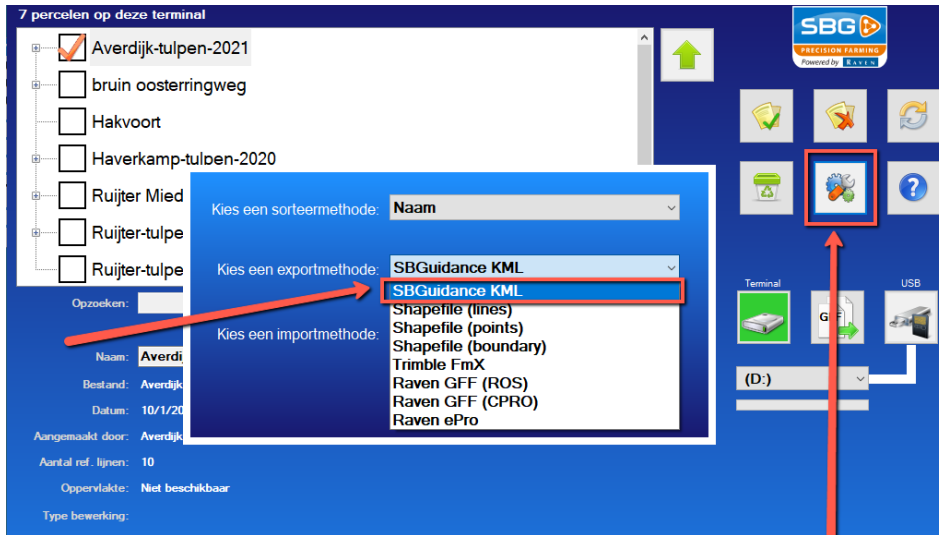 7 percelen op deze terminal
Averdijk-tulpen-2021
bruin oosterringweg
Hakvoort
Haverkamp-tulpen-2020
Ruijter Mied
Ruijter-tulpe
Ruijter-tulpe
SBG
PRECISION FARMING
Powered by RAVEN
Kies een sorteermethode: Naam
Kies een exportmethode: SBGuidance KML
SBGuidance KML
Shapefile (lines)
Shapefile (points)
Shapefile (boundary)
Trimble FmX
Raven GFF (ROS)
Raven GFF (CPRO)
Raven ePro
Kies een importmethode:
Opzoeken:
Naam: Averdij
Bestand: Averdijk
Datum: 10/1/20
Aangemaakt door: Averdijk
Aantal ref. lijnen: 10
Oppervlakte: Niet beschikbaar
Type bewerking:
Terminal
USB
(D:)